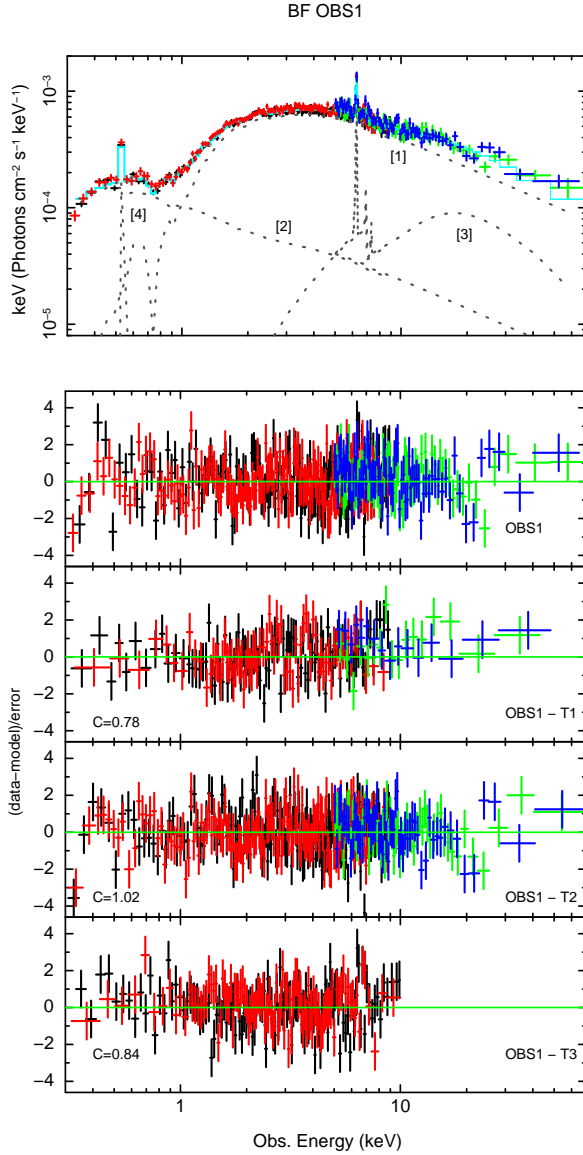 BF OBS1
keV (Photons cm⁻² s⁻¹ keV⁻¹)
10⁻³
10⁻⁴
10⁻⁵
[1]
[2]
[3]
[4]
(data−model)/error
4
2
0
−2
−4
OBS1
4
2
0
−2
−4
C=0.78
OBS1 − T1
4
2
0
−2
−4
C=1.02
OBS1 − T2
4
2
0
−2
−4
C=0.84
OBS1 − T3
1
10
Obs. Energy (keV)